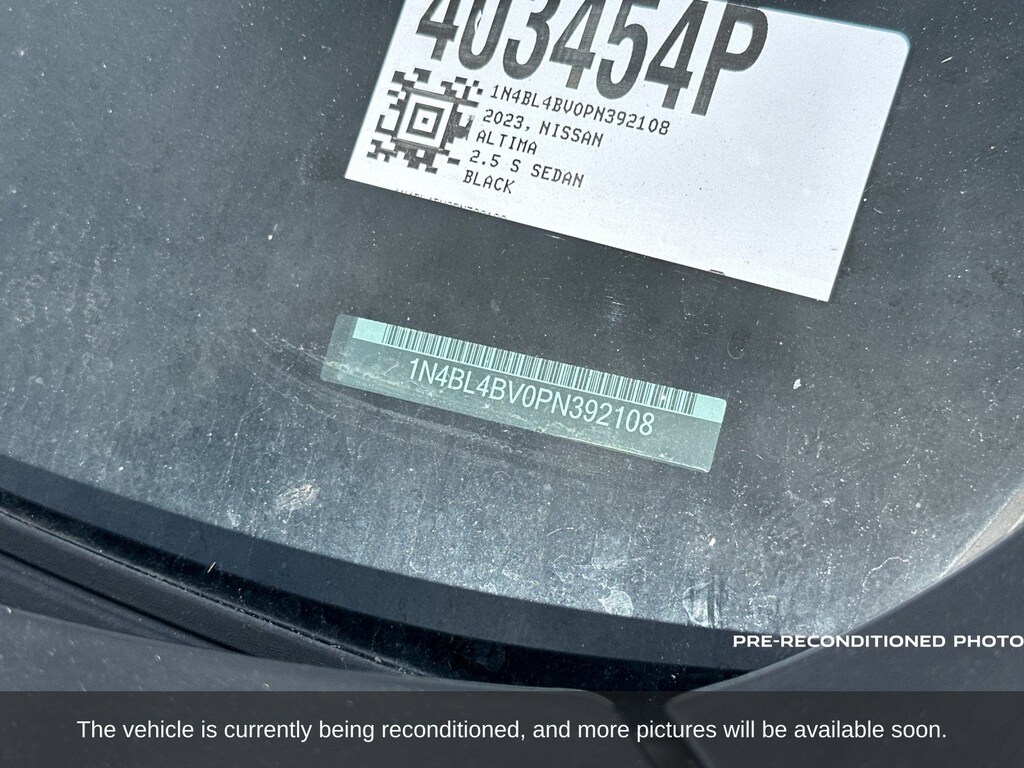 403454P
1N4BL4BV0PN392108
2023, NISSAN
ALTIMA
2.5 S SEDAN
BLACK
1N4BL4BV0PN392108
PRE-RECONDITIONED PHOTO
The vehicle is currently being reconditioned, and more pictures will be available soon.